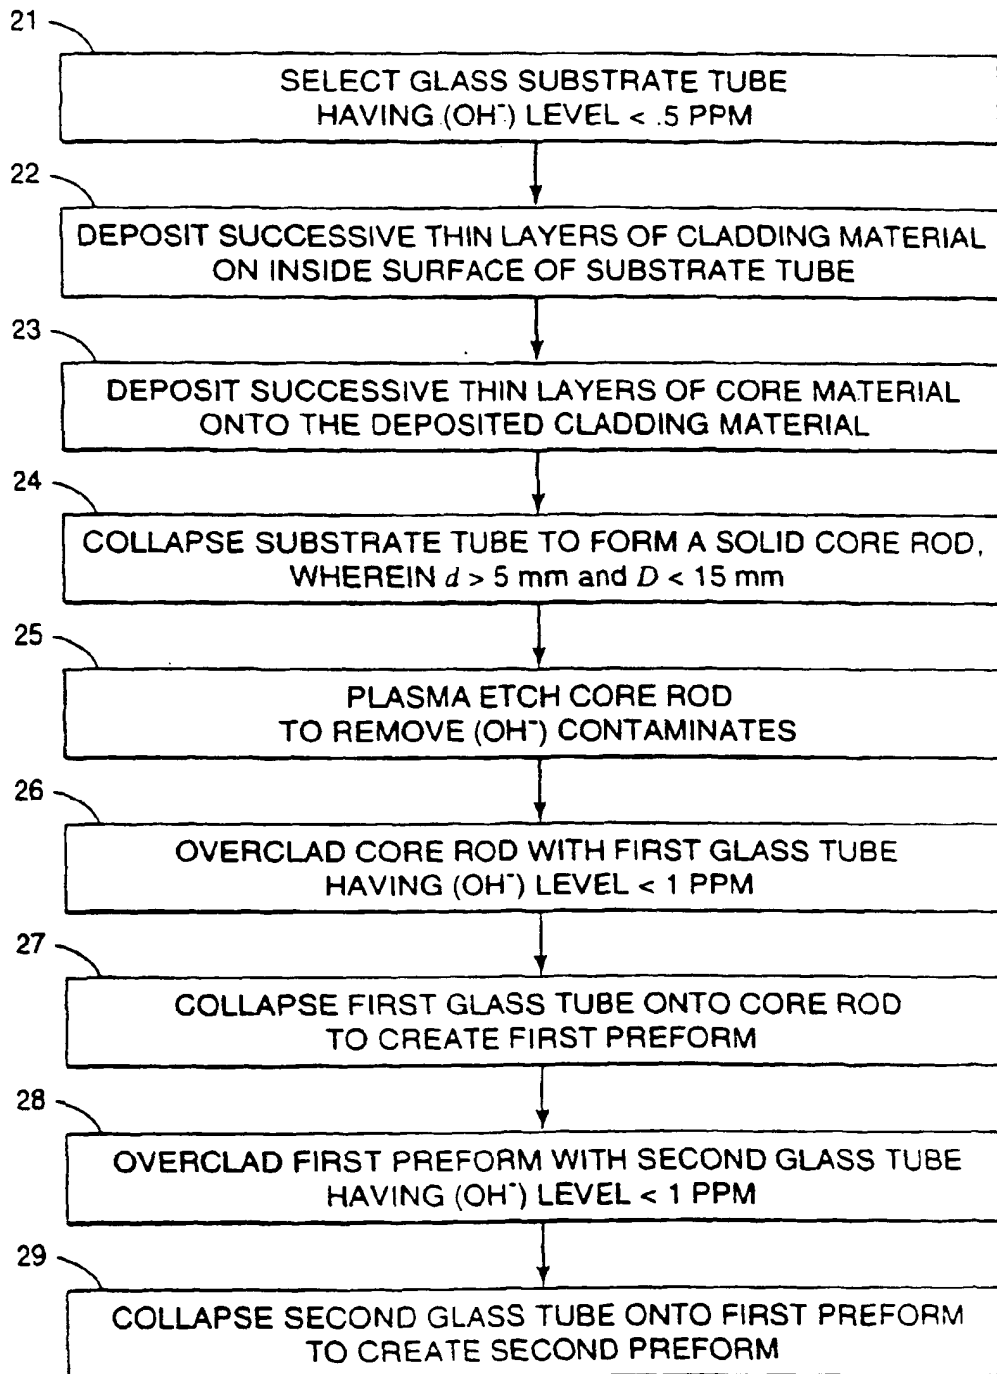 21
SELECT GLASS SUBSTRATE TUBE
HAVING (OH⁻) LEVEL < .5 PPM
22
DEPOSIT SUCCESSIVE THIN LAYERS OF CLADDING MATERIAL
ON INSIDE SURFACE OF SUBSTRATE TUBE
23
DEPOSIT SUCCESSIVE THIN LAYERS OF CORE MATERIAL
ONTO THE DEPOSITED CLADDING MATERIAL
24
COLLAPSE SUBSTRATE TUBE TO FORM A SOLID CORE ROD,
WHEREIN d > 5 mm and D < 15 mm
25
PLASMA ETCH CORE ROD
TO REMOVE (OH⁻) CONTAMINATES
26
OVERCLAD CORE ROD WITH FIRST GLASS TUBE
HAVING (OH⁻) LEVEL < 1 PPM
27
COLLAPSE FIRST GLASS TUBE ONTO CORE ROD
TO CREATE FIRST PREFORM
28
OVERCLAD FIRST PREFORM WITH SECOND GLASS TUBE
HAVING (OH⁻) LEVEL < 1 PPM
29
COLLAPSE SECOND GLASS TUBE ONTO FIRST PREFORM
TO CREATE SECOND PREFORM